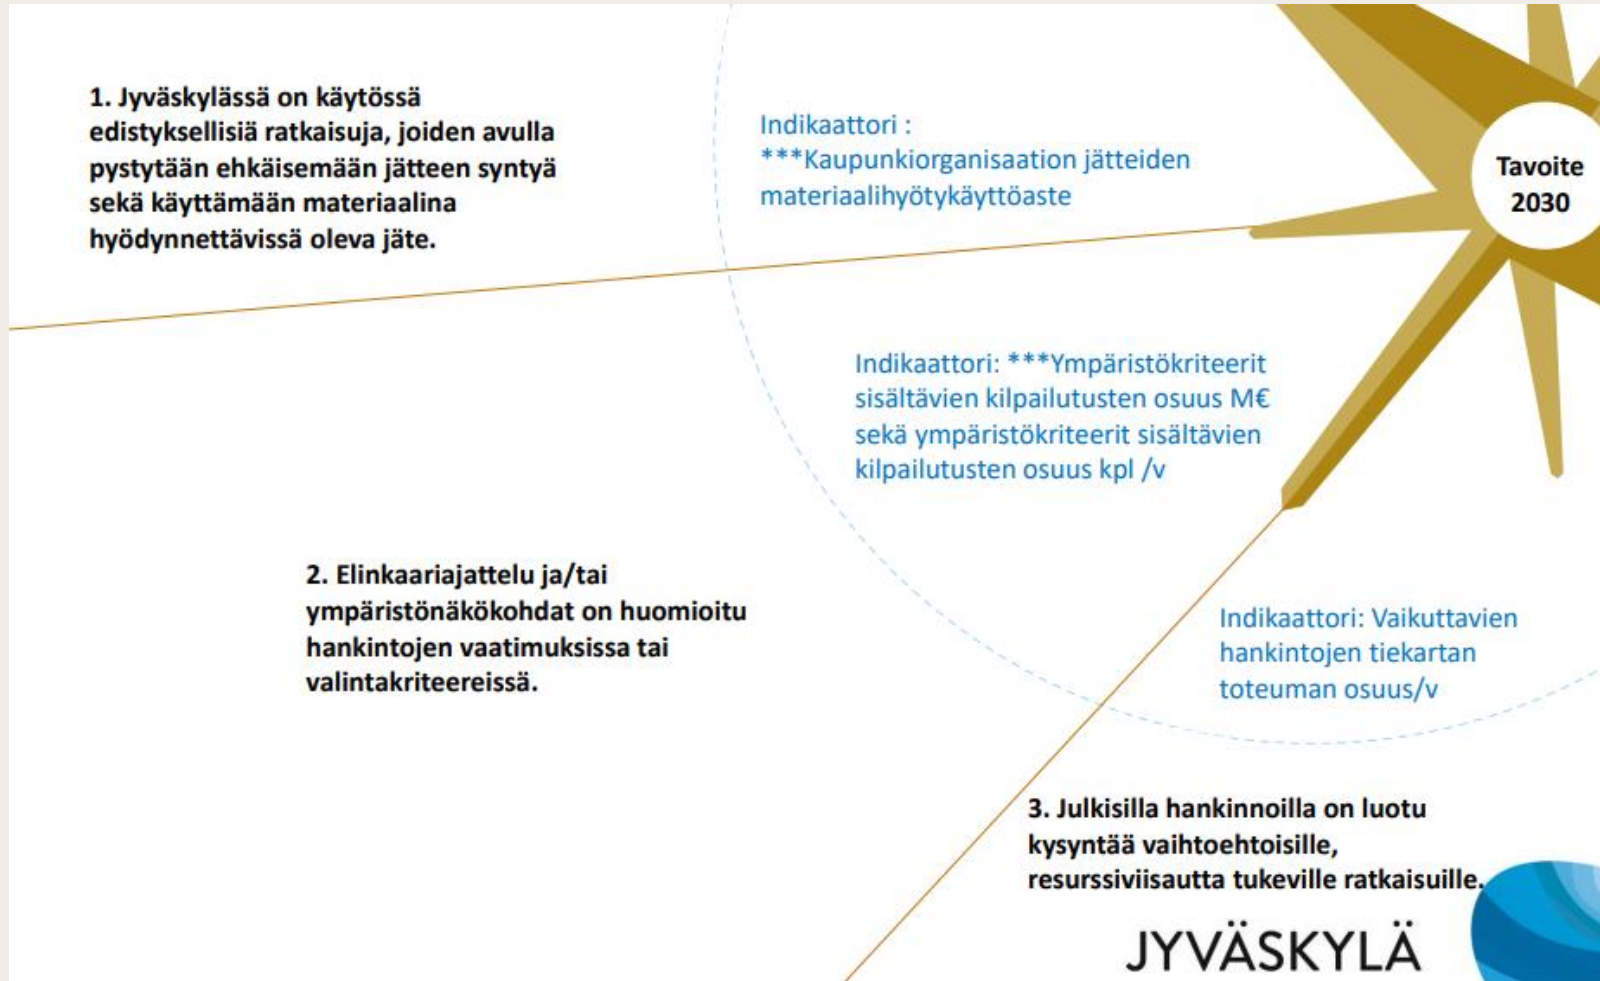 1. Jyväskylässä on käytössä
edistyksellisiä ratkaisuja, joiden avulla
pystytään ehkäisemään jätteen syntyä
sekä käyttämään materiaalina
hyödynnettävissä oleva jäte.
Indikaattori :
***Kaupunkiorganisaation jätteiden
materiaalihyötykäyttöaste
Tavoite
2030
Indikaattori: ***Ympäristökriteerit
sisältävien kilpailutusten osuus M€
sekä ympäristökriteerit sisältävien
kilpailutusten osuus kpl /v
2. Elinkaariajattelu ja/tai
ympäristönäkökohdat on huomioitu
hankintojen vaatimuksissa tai
valintakriteereissä.
Indikaattori: Vaikuttavien
hankintojen tiekartan
toteuman osuus/v
3. Julkisilla hankinnoilla on luotu
kysyntää vaihtoehtoisille,
resurssiviisautta tukeville ratkaisuille.
JYVÄSKYLÄ